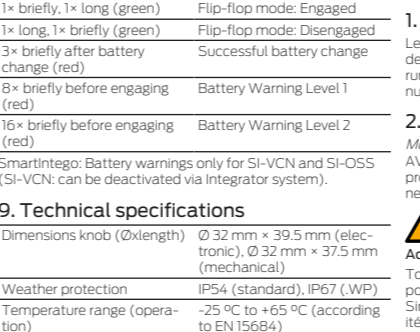 1× briefly, 1× long (green) Flip-flop mode: Engaged
1× long, 1× briefly (green) Flip-flop mode: Disengaged
3× briefly after battery Successful battery change
change (red)
8× briefly before engaging Battery Warning Level 1
(red)
16× briefly before engaging Battery Warning Level 2
(red)
SmartIntego: Battery warnings only for SI-VCN and SI-OSS
(SI-VCN: can be deactivated via Integrator system).
9. Technical specifications
Dimensions knob (Øxlength) Ø 32 mm × 39.5 mm (elec-
tronic), Ø 32 mm × 37.5 mm
(mechanical)
Weather protection IP54 (standard), IP67 (.WP)
Temperature range (opera- -25 ºC to +65 ºC (according
tion) to EN 15684)
1.
Le
de
ru
nu
2.
AV
pr
ne
To